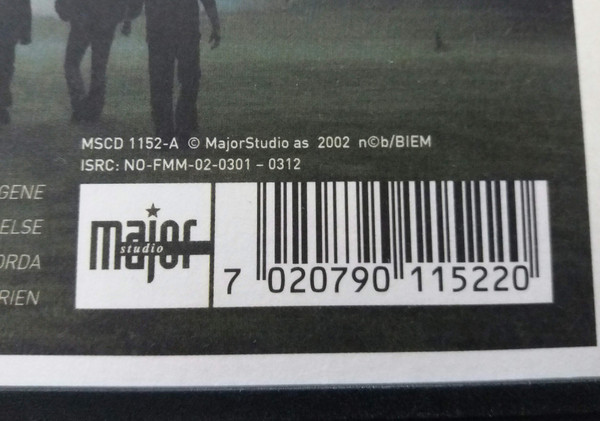 MSCD 1152-A © MajorStudio as 2002 n©b/BIEM
ISRC: NO-FMM-02-0301 – 0312
GENE
ELSE
ORDA
RIEN
major
studio
7 020790 115220